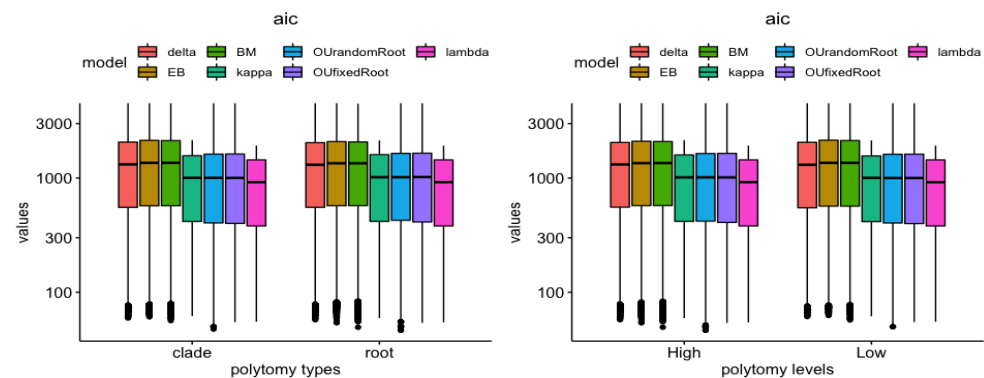 aic
model delta BM OUrandomRoot lambda
EB kappa OUfixedRoot
3000
1000
300
100
values
clade root
polytomy types
aic
model delta BM OUrandomRoot lambda
EB kappa OUfixedRoot
3000
1000
300
100
values
High Low
polytomy levels